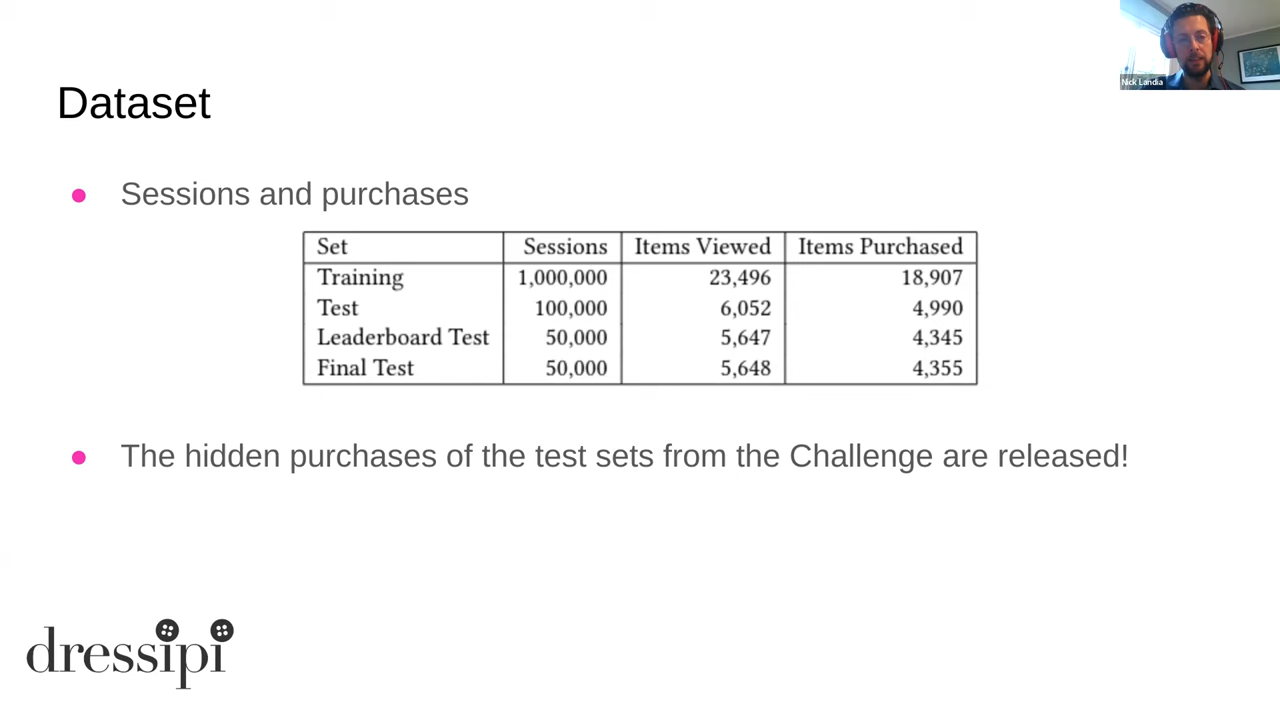 Nick Landia
Dataset
● Sessions and purchases
Set Sessions Items Viewed Items Purchased
Training 1,000,000 23,496 18,907
Test 100,000 6,052 4,990
Leaderboard Test 50,000 5,647 4,345
Final Test 50,000 5,648 4,355
● The hidden purchases of the test sets from the Challenge are released!
dressipi